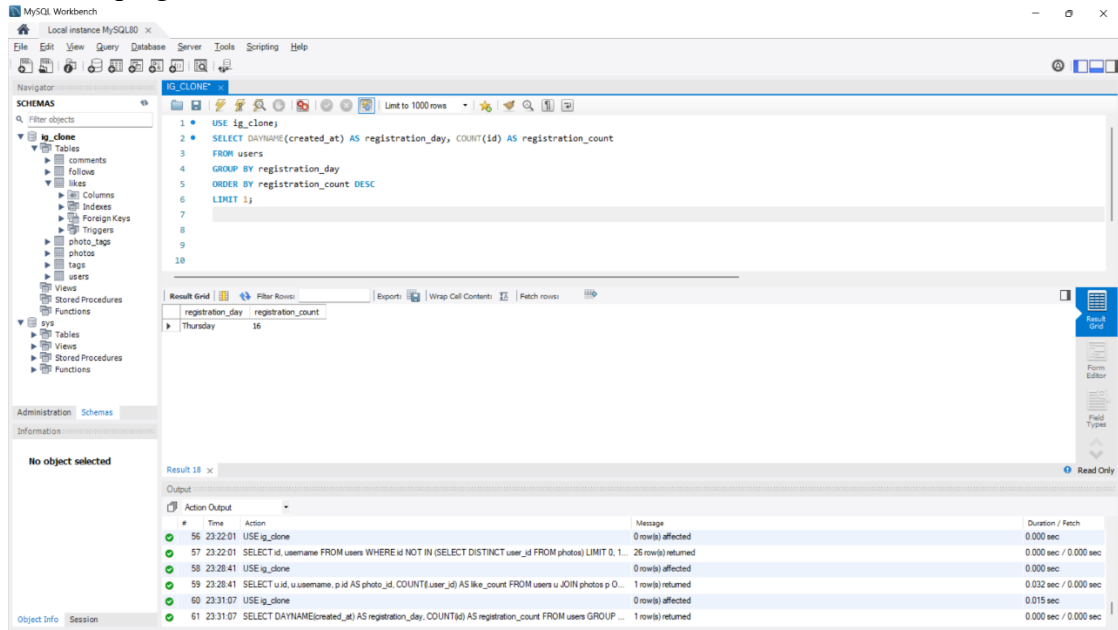 MySQL Workbench
Local instance MySQL80 ×
File Edit View Query Database Server Tools Scripting Help
Navigator
SCHEMAS
Filter objects
ig_clone
Tables
comments
follows
likes
Columns
Indexes
Foreign Keys
Triggers
photo_tags
photos
tags
users
Views
Stored Procedures
Functions
sys
Tables
Views
Stored Procedures
Functions
Administration Schemas
Information
No object selected
Object Info Session
IG_CLONE* ×
Limit to 1000 rows
1 USE ig_clone;
2 SELECT DAYNAME(created_at) AS registration_day, COUNT(id) AS registration_count
3 FROM users
4 GROUP BY registration_day
5 ORDER BY registration_count DESC
6 LIMIT 1;
7
8
9
10
Result Grid Filter Rows: Export: Wrap Cell Content: Fetch rows:
registration_day registration_count
Thursday 16
Result Grid
Form Editor
Field Types
Result 18 × Read Only
Output
Action Output
# Time Action Message Duration / Fetch
56 23:22:01 USE ig_clone 0 row(s) affected 0.000 sec
57 23:22:01 SELECT id, username FROM users WHERE id NOT IN (SELECT DISTINCT user_id FROM photos) LIMIT 0, 1... 26 row(s) returned 0.000 sec / 0.000 sec
58 23:28:41 USE ig_clone 0 row(s) affected 0.000 sec
59 23:28:41 SELECT u.id, u.username, p.id AS photo_id, COUNT(l.user_id) AS like_count FROM users u JOIN photos p O... 1 row(s) returned 0.032 sec / 0.000 sec
60 23:31:07 USE ig_clone 0 row(s) affected 0.015 sec
61 23:31:07 SELECT DAYNAME(created_at) AS registration_day, COUNT(id) AS registration_count FROM users GROUP ... 1 row(s) returned 0.000 sec / 0.000 sec